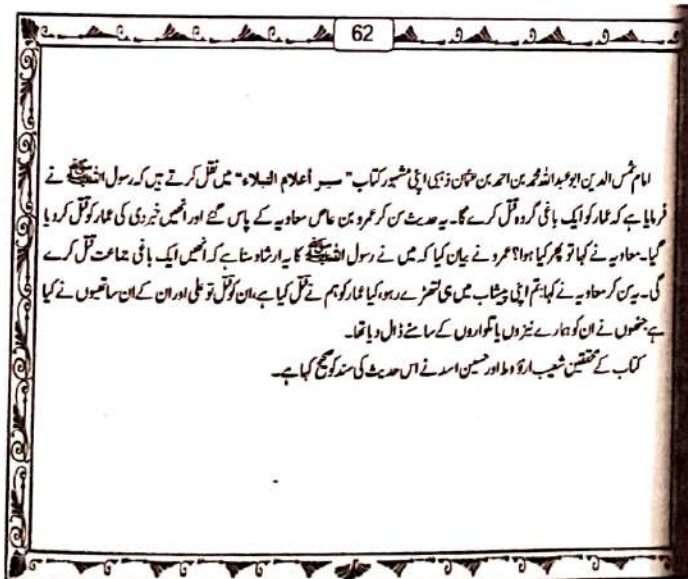 62
امام شمس الدین ابو عبد اللہ محمد بن احمد بن عثمان ذہبی اپنی مشہور کتاب "سیر أعلام النبلاء" میں نقل کرتے ہیں کہ رسول اللہ ﷺ نے
فرمایا ہے کہ عمار کو ایک باغی گروہ قتل کرے گا۔ یہ حدیث سن کر عمرو بن عاص معاویہ کے پاس گئے اور انھیں خبر دی کی عمار کو قتل کردیا
گیا۔ معاویہ نے کہا تو پھر کیا ہوا؟ عمرو نے بیان کیا کہ میں نے رسول اللہ ﷺ کا یہ ارشاد سنا ہے کہ انھیں ایک باغی جماعت قتل کرے
گی۔ یہ سن کر معاویہ نے کہا: تم اپنی پیشاب میں ہی لتھڑے رہو، کیا عمار کو ہم نے قتل کیا ہے، ان کو قتل تو علی اور ان کے ان ساتھیوں نے کیا
ہے جنھوں نے ان کو ہمارے نیزوں یا تلواروں کے سامنے ڈال دیا تھا۔
کتاب کے محققین شعیب ارؤوط اور حسین اسد نے اس حدیث کی سند کو صحیح کہا ہے۔